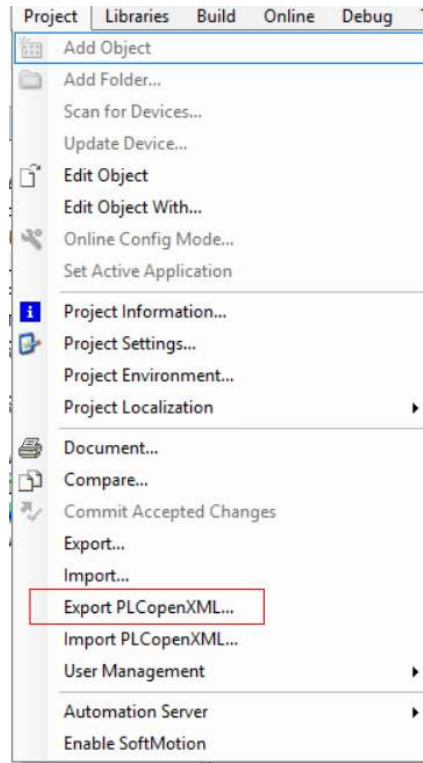 Project Libraries Build Online Debug
Add Object
Add Folder...
Scan for Devices...
Update Device...
Edit Object
Edit Object With...
Online Config Mode...
Set Active Application
Project Information...
Project Settings...
Project Environment...
Project Localization
Document...
Compare...
Commit Accepted Changes
Export...
Import...
Export PLCopenXML...
Import PLCopenXML...
User Management
Automation Server
Enable SoftMotion